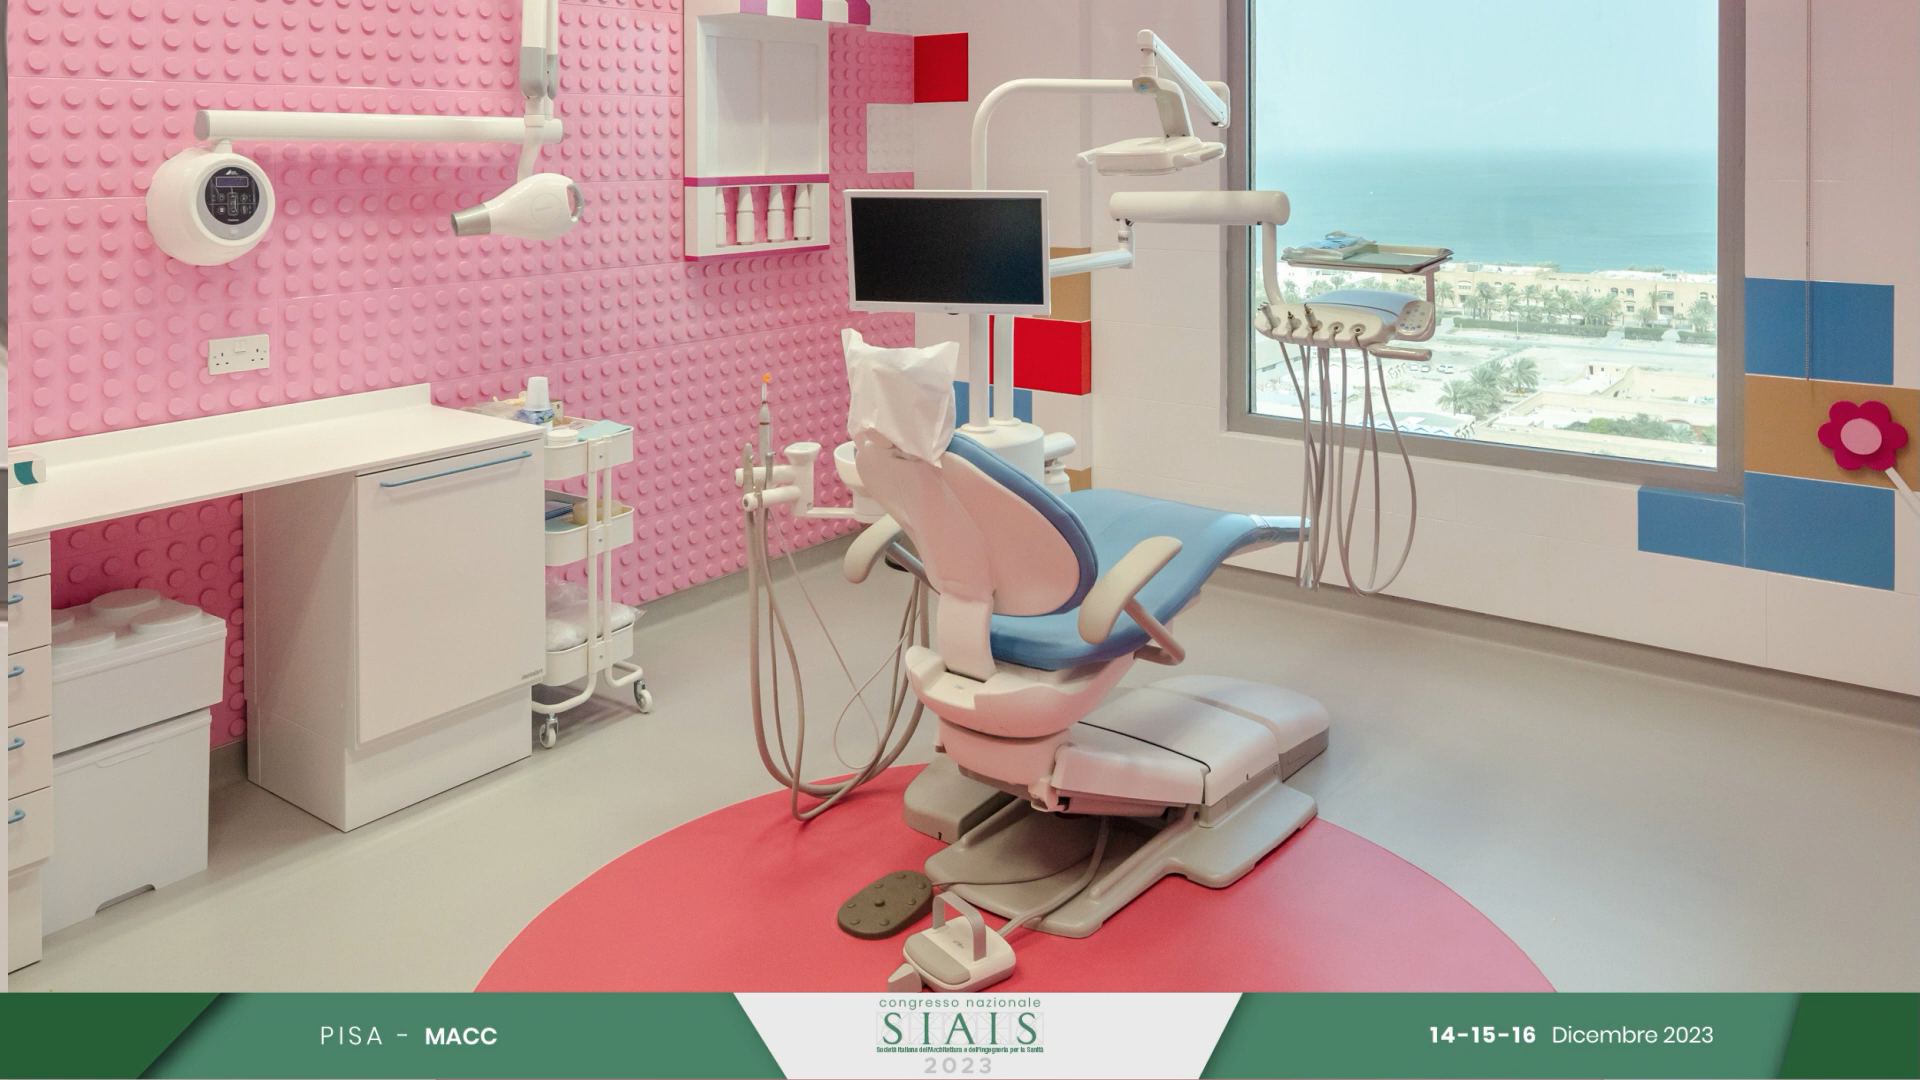 PISA - MACC
congresso nazionale
SIAIS
Società Italiana dell'Architettura e dell'Ingegneria per la Sanità
2023
14-15-16 Dicembre 2023